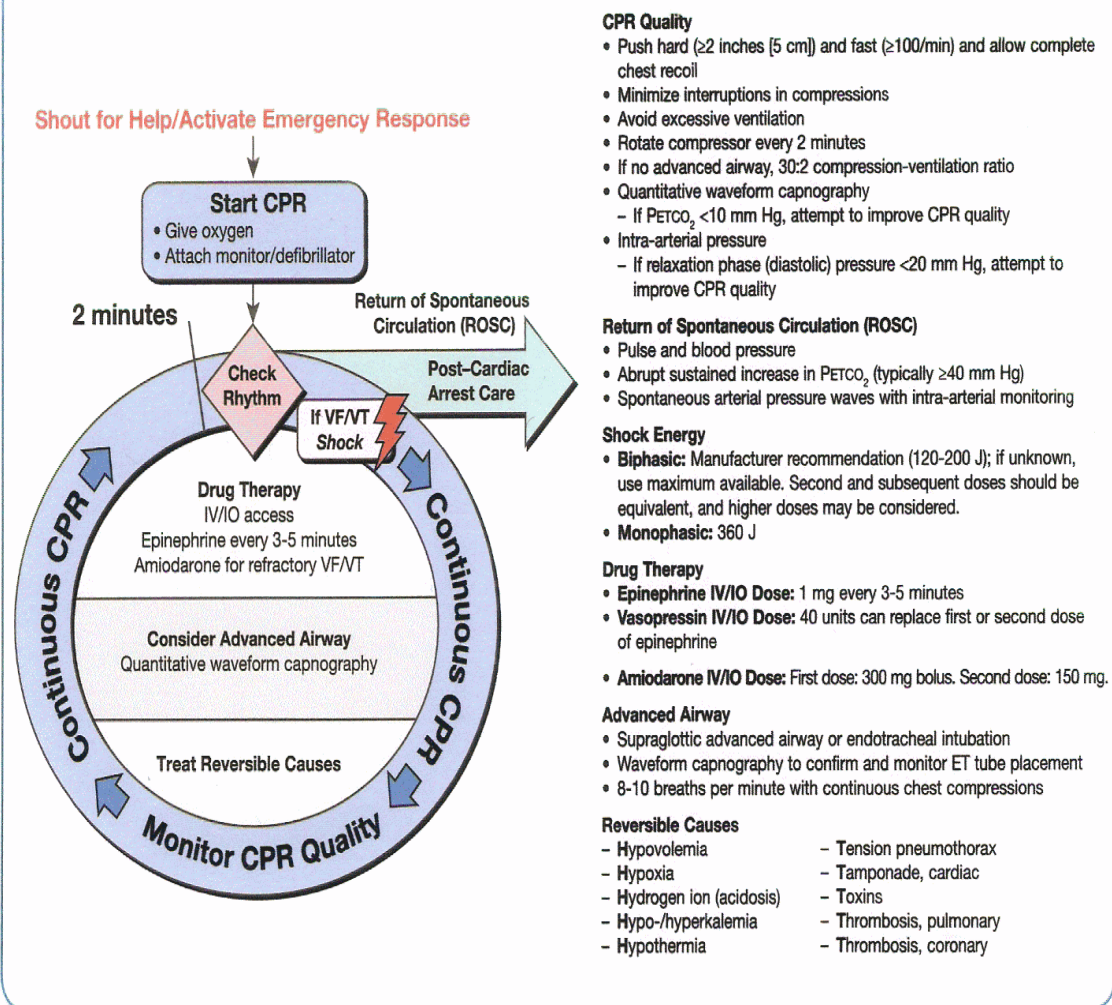 Shout for Help/Activate Emergency Response
Start CPR
• Give oxygen
• Attach monitor/defibrillator
2 minutes
Return of Spontaneous
Circulation (ROSC)
Check
Rhythm
Post–Cardiac
Arrest Care
If VF/VT
Shock
Drug Therapy
IV/IO access
Epinephrine every 3-5 minutes
Amiodarone for refractory VF/VT
Consider Advanced Airway
Quantitative waveform capnography
Treat Reversible Causes
Continuous CPR
Continuous CPR
Monitor CPR Quality
CPR Quality
• Push hard (≥2 inches [5 cm]) and fast (≥100/min) and allow complete
chest recoil
• Minimize interruptions in compressions
• Avoid excessive ventilation
• Rotate compressor every 2 minutes
• If no advanced airway, 30:2 compression-ventilation ratio
• Quantitative waveform capnography
– If PETCO₂ <10 mm Hg, attempt to improve CPR quality
• Intra-arterial pressure
– If relaxation phase (diastolic) pressure <20 mm Hg, attempt to
improve CPR quality
Return of Spontaneous Circulation (ROSC)
• Pulse and blood pressure
• Abrupt sustained increase in PETCO₂ (typically ≥40 mm Hg)
• Spontaneous arterial pressure waves with intra-arterial monitoring
Shock Energy
• Biphasic: Manufacturer recommendation (120-200 J); if unknown,
use maximum available. Second and subsequent doses should be
equivalent, and higher doses may be considered.
• Monophasic: 360 J
Drug Therapy
• Epinephrine IV/IO Dose: 1 mg every 3-5 minutes
• Vasopressin IV/IO Dose: 40 units can replace first or second dose
of epinephrine
• Amiodarone IV/IO Dose: First dose: 300 mg bolus. Second dose: 150 mg.
Advanced Airway
• Supraglottic advanced airway or endotracheal intubation
• Waveform capnography to confirm and monitor ET tube placement
• 8-10 breaths per minute with continuous chest compressions
Reversible Causes
– Hypovolemia
– Hypoxia
– Hydrogen ion (acidosis)
– Hypo-/hyperkalemia
– Hypothermia
– Tension pneumothorax
– Tamponade, cardiac
– Toxins
– Thrombosis, pulmonary
– Thrombosis, coronary